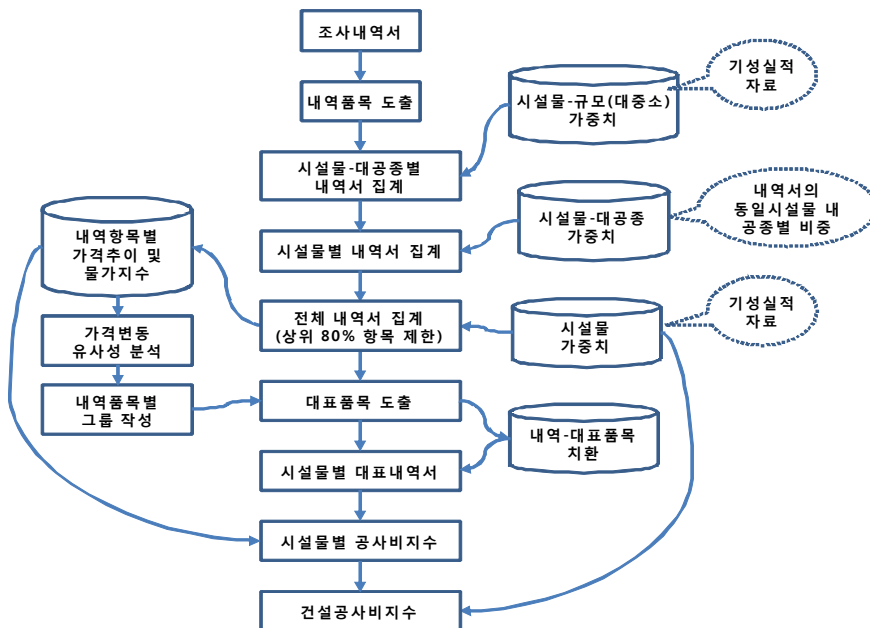 조사내역서
내역품목 도출
시설물-규모(대중소)
가중치
기성실적
자료
시설물-대공종별
내역서 집계
내역항목별
가격추이 및
물가지수
시설물별 내역서 집계
시설물-대공종
가중치
내역서의
동일시설물 내
공종별 비중
가격변동
유사성 분석
전체 내역서 집계
(상위 80% 항목 제한)
시설물
가중치
기성실적
자료
내역품목별
그룹 작성
대표품목 도출
내역-대표품목
치환
시설물별 대표내역서
시설물별 공사비지수
건설공사비지수